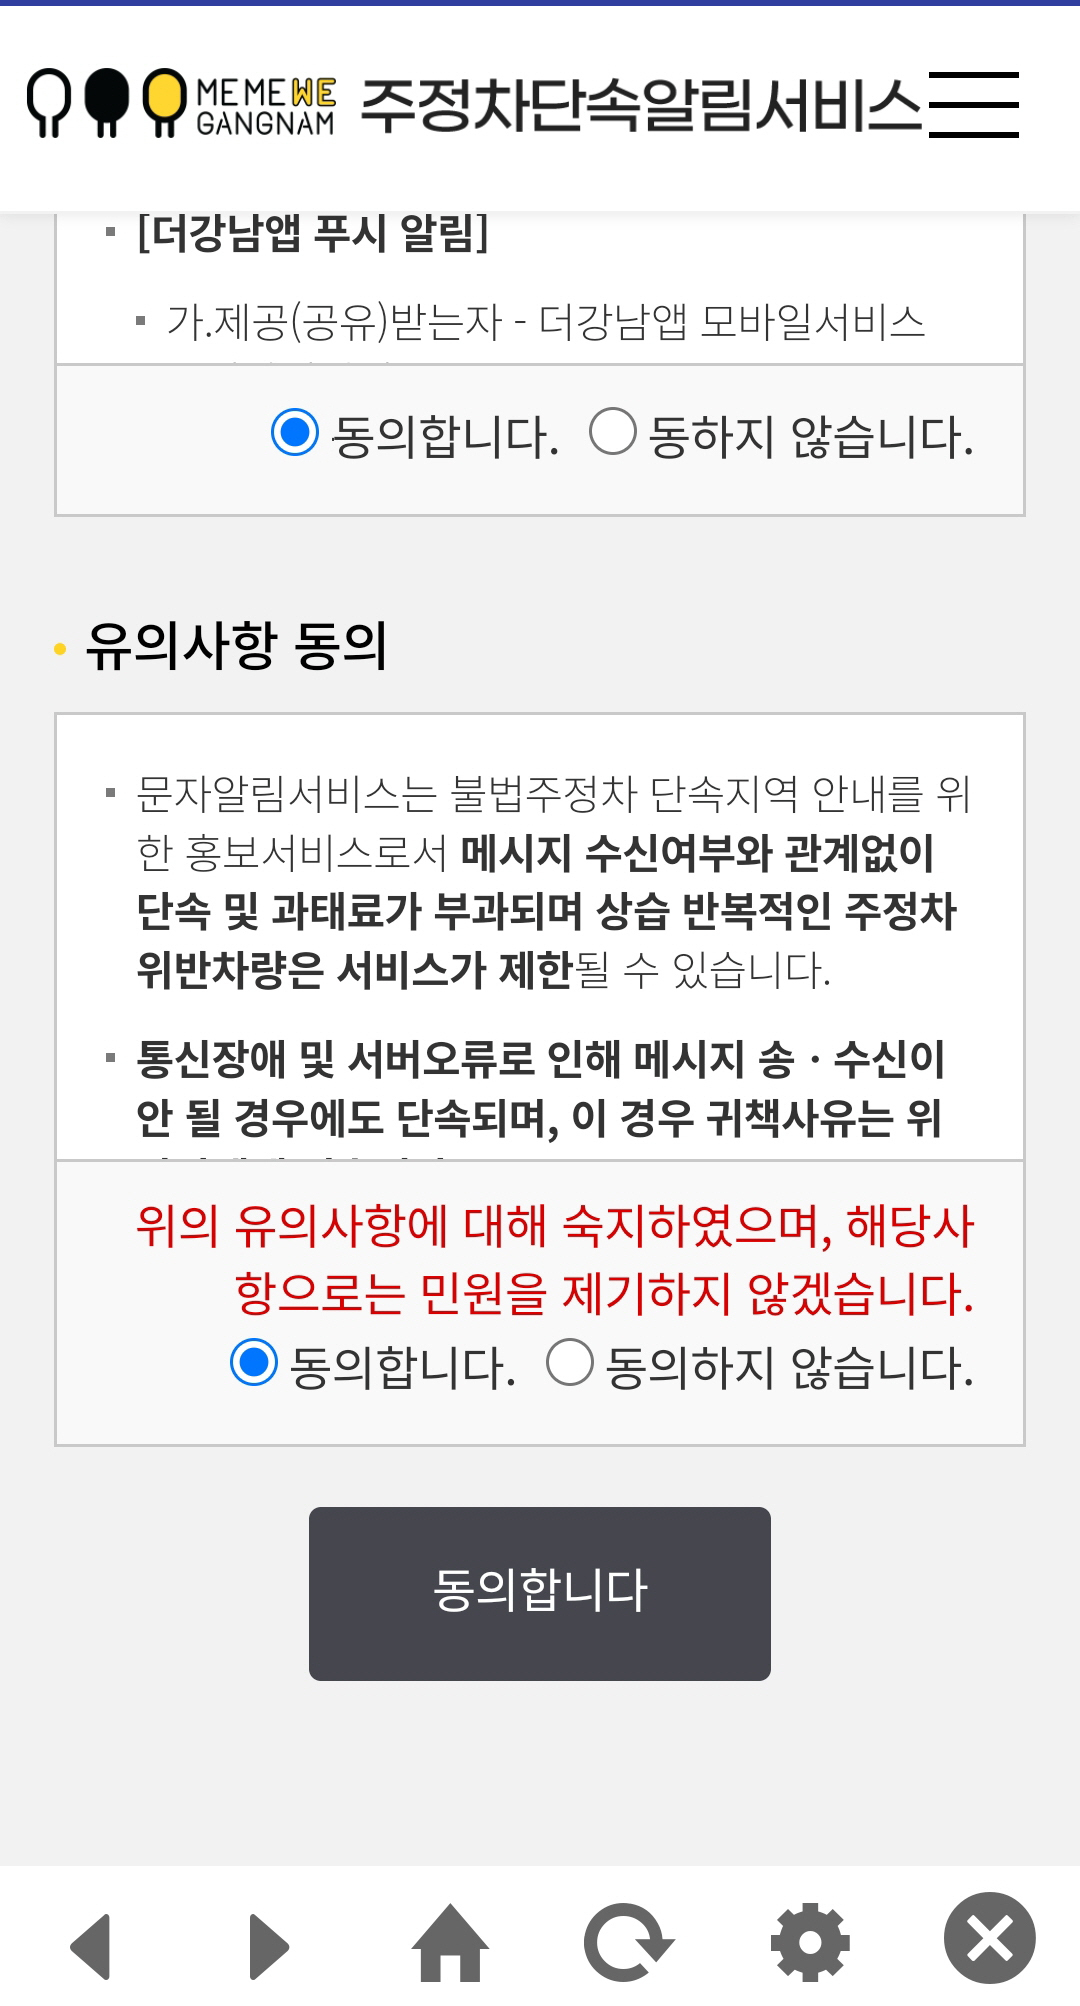 MEMEWE
GANGNAM
주정차단속알림서비스
[더강남앱 푸시 알림]
가.제공(공유)받는자 - 더강남앱 모바일서비스
동의합니다. 동하지 않습니다.
유의사항 동의
문자알림서비스는 불법주정차 단속지역 안내를 위
한 홍보서비스로서 메시지 수신여부와 관계없이
단속 및 과태료가 부과되며 상습 반복적인 주정차
위반차량은 서비스가 제한될 수 있습니다.
통신장애 및 서버오류로 인해 메시지 송 · 수신이
안 될 경우에도 단속되며, 이 경우 귀책사유는 위
위의 유의사항에 대해 숙지하였으며, 해당사
항으로는 민원을 제기하지 않겠습니다.
동의합니다. 동의하지 않습니다.
동의합니다